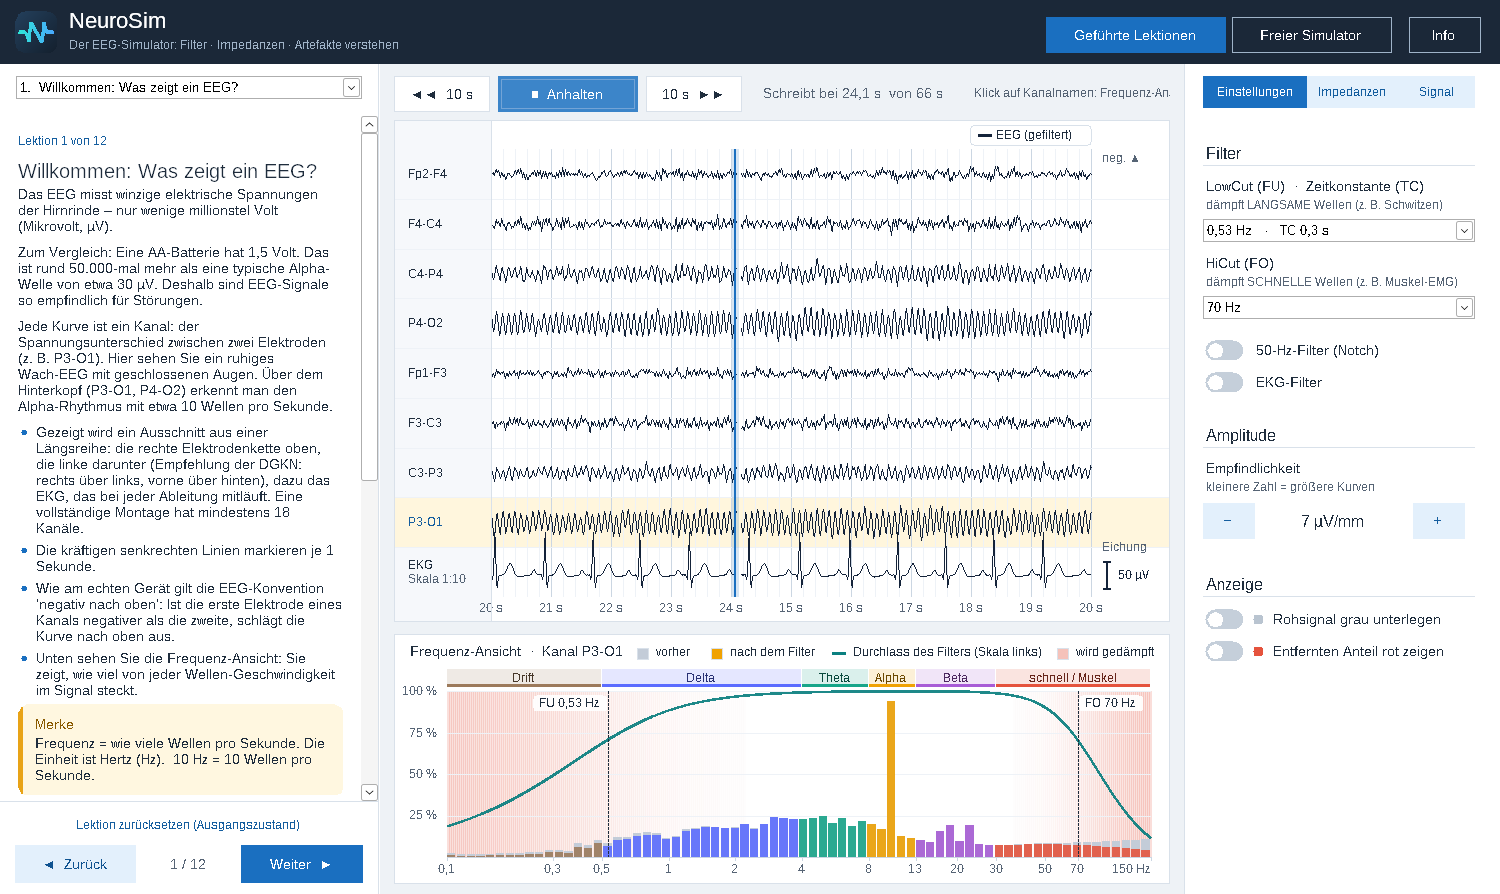 NeuroSim
Der EEG-Simulator: Filter · Impedanzen · Artefakte verstehen
Geführte Lektionen
Freier Simulator
Info
1. Willkommen: Was zeigt ein EEG?
Lektion 1 von 12
Willkommen: Was zeigt ein EEG?
Das EEG misst winzige elektrische Spannungen
der Hirnrinde – nur wenige millionstel Volt
(Mikrovolt, µV).
Zum Vergleich: Eine AA-Batterie hat 1,5 Volt. Das
ist rund 50.000-mal mehr als eine typische Alpha-
Welle von etwa 30 µV. Deshalb sind EEG-Signale
so empfindlich für Störungen.
Jede Kurve ist ein Kanal: der
Spannungsunterschied zwischen zwei Elektroden
(z. B. P3-O1). Hier sehen Sie ein ruhiges
Wach-EEG mit geschlossenen Augen. Über dem
Hinterkopf (P3-O1, P4-O2) erkennt man den
Alpha-Rhythmus mit etwa 10 Wellen pro Sekunde.
• Gezeigt wird ein Ausschnitt aus einer
Längsreihe: die rechte Elektrodenkette oben,
die linke darunter (Empfehlung der DGKN:
rechts über links, vorne über hinten), dazu das
EKG, das bei jeder Ableitung mitläuft. Eine
vollständige Montage hat mindestens 18
Kanäle.
• Die kräftigen senkrechten Linien markieren je 1
Sekunde.
• Wie am echten Gerät gilt die EEG-Konvention
'negativ nach oben': Ist die erste Elektrode eines
Kanals negativer als die zweite, schlägt die
Kurve nach oben aus.
• Unten sehen Sie die Frequenz-Ansicht: Sie
zeigt, wie viel von jeder Wellen-Geschwindigkeit
im Signal steckt.
Merke
Frequenz = wie viele Wellen pro Sekunde. Die
Einheit ist Hertz (Hz). 10 Hz = 10 Wellen pro
Sekunde.
Lektion zurücksetzen (Ausgangszustand)
◄ Zurück
1 / 12
Weiter ►
◄◄ 10 s
■ Anhalten
10 s ►►
Schreibt bei 24,1 s von 66 s
Klick auf Kanalnamen: Frequenz-An
EEG (gefiltert)
neg. ▲
Fp2-F4
F4-C4
C4-P4
P4-O2
Fp1-F3
F3-C3
C3-P3
P3-O1
EKG
Skala 1:10
Eichung
50 µV
20 s 21 s 22 s 23 s 24 s 15 s 16 s 17 s 18 s 19 s 20 s
Frequenz-Ansicht · Kanal P3-O1
vorher
nach dem Filter
Durchlass des Filters (Skala links)
wird gedämpft
Drift Delta Theta Alpha Beta schnell / Muskel
100 %
75 %
50 %
25 %
FU 0,53 Hz
FO 70 Hz
0,1 0,3 0,5 1 2 4 8 13 20 30 50 70 150 Hz
Einstellungen
Impedanzen
Signal
Filter
LowCut (FU) · Zeitkonstante (TC)
dämpft LANGSAME Wellen (z. B. Schwitzen)
0,53 Hz · TC 0,3 s
HiCut (FO)
dämpft SCHNELLE Wellen (z. B. Muskel-EMG)
70 Hz
50-Hz-Filter (Notch)
EKG-Filter
Amplitude
Empfindlichkeit
kleinere Zahl = größere Kurven
−
7 µV/mm
+
Anzeige
Rohsignal grau unterlegen
Entfernten Anteil rot zeigen